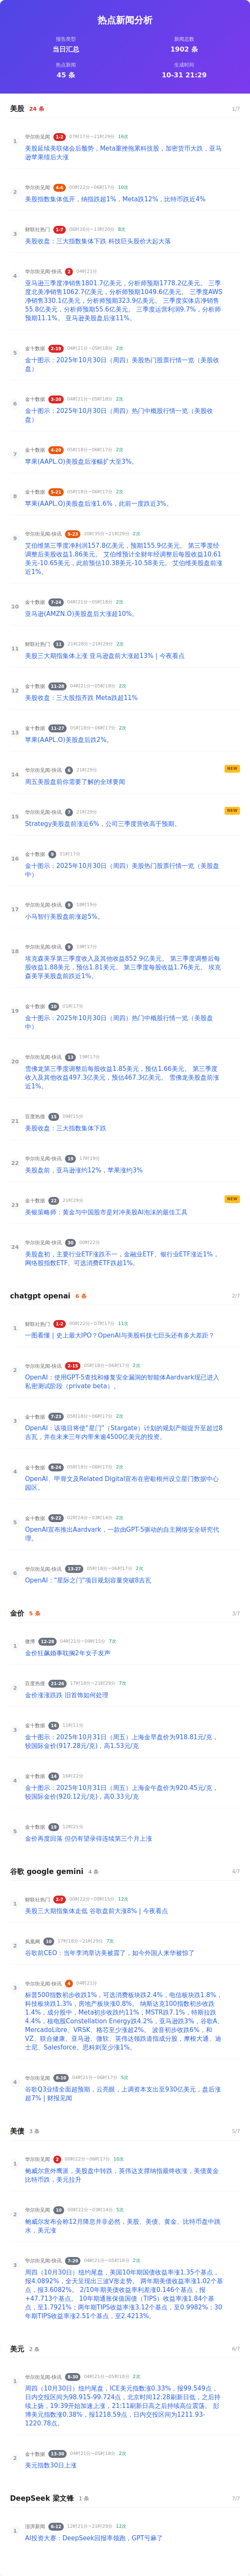 热点新闻分析
报告类型
当日汇总
新闻总数
1902 条
热点新闻
45 条
生成时间
10-31 21:29
美股 24 条 1/7
1 华尔街见闻 1-2 07时17分~21时29分 16次
美股延续美联储会后颓势，Meta重挫拖累科技股，加密货币大跌，亚马
逊苹果绩后大涨
2 华尔街见闻 4-6 00时22分~06时17分 10次
美股指数集体低开，纳指跌超1%，Meta跌12%，比特币跌近4%
3 财联社热门 1-7 06时16分~13时20分 8次
美股收盘：三大指数集体下跌 科技巨头股价大起大落
4 华尔街见闻-快讯 2 04时21分
亚马逊三季度净销售1801.7亿美元，分析师预期1778.2亿美元。 三季
度北美净销售1062.7亿美元，分析师预期1049.6亿美元。 三季度AWS
净销售330.1亿美元，分析师预期323.9亿美元。 三季度实体店净销售
55.8亿美元，分析师预期55.6亿美元。 三季度运营利润9.7%，分析师
预期11.1%。 亚马逊美股盘后涨11%。
5 金十数据 2-19 04时21分~05时18分 2次
金十图示：2025年10月30日（周四）美股热门股票行情一览（美股收
盘）
6 金十数据 3-20 04时21分~05时18分 2次
金十图示：2025年10月30日（周四）美股热门中概股行情一览（美股收
盘）
7 金十数据 4-20 05时18分~06时17分 2次
苹果(AAPL.O)美股盘后涨幅扩大至3%。
8 金十数据 5-21 05时18分~06时17分 2次
苹果(AAPL.O)美股盘后涨1.6%，此前一度跌近3%。
9 华尔街见闻-快讯 5-23 20时35分~21时29分 2次
艾伯维第三季度净利润157.8亿美元，预期155.9亿美元。 第三季度经
调整后美股收益1.86美元。 艾伯维预计全财年经调整后每股收益10.61
美元-10.65美元，此前预估10.38美元-10.58美元。 艾伯维美股盘前涨
近1%。
10 金十数据 7-24 04时21分~05时18分 2次
亚马逊(AMZN.O)美股盘后大涨超10%。
11 财联社热门 11 21时29分~21时29分 2次
美股三大期指集体上涨 亚马逊盘前大涨超13% | 今夜看点
12 金十数据 11-28 04时21分~05时18分 2次
美股收盘：三大股指齐跌 Meta跌超11%
13 金十数据 11-27 05时18分~06时17分 2次
苹果(AAPL.O)美股盘后跌2%。
14 华尔街见闻-快讯 6 21时29分 NEW
周五美股盘前你需要了解的全球要闻
15 华尔街见闻-快讯 7 21时29分 NEW
Strategy美股盘前涨近6%，公司三季度营收高于预期。
16 金十数据 9 01时17分
金十图示：2025年10月30日（周四）美股热门股票行情一览（美股盘
中）
17 华尔街见闻-快讯 9 18时19分
小马智行美股盘前涨超5%。
18 华尔街见闻-快讯 9 19时17分
埃克森美孚第三季度收入及其他收益852.9亿美元。 第三季度调整后每
股收益1.88美元，预估1.81美元。 第三季度每股收益1.76美元。 埃克
森美孚美股盘前跌近1%。
19 金十数据 10 01时17分
金十图示：2025年10月30日（周四）美股热门中概股行情一览（美股盘
中）
20 华尔街见闻-快讯 13 19时17分
雪佛龙第三季度调整后每股收益1.85美元，预估1.66美元。 第三季度
收入及其他收益497.3亿美元，预估467.3亿美元。 雪佛龙美股盘前涨
近1%。
21 百度热搜 15 09时15分
美股收盘：三大指数集体下跌
22 华尔街见闻-快讯 19 17时14分
美股盘前，亚马逊涨约12%，苹果涨约3%
23 金十数据 22 21时29分 NEW
美银策略师：黄金与中国股市是对冲美股AI泡沫的最佳工具
24 华尔街见闻-快讯 30 00时22分
美股盘初，主要行业ETF涨跌不一，金融业ETF、银行业ETF涨近1%，
网络股指数ETF、可选消费ETF跌超1%。
chatgpt openai 6 条 2/7
1 财联社热门 1-2 00时22分~07时17分 11次
一图看懂 | 史上最大IPO？OpenAI与美股科技七巨头还有多大差距？
2 华尔街见闻-快讯 2-15 05时18分~06时17分 2次
OpenAI：使用GPT-5查找和修复安全漏洞的智能体Aardvark现已进入
私密测试阶段（private beta）。
3 金十数据 7-23 05时18分~06时17分 2次
OpenAI：该项目将使“星门”（Stargate）计划的规划产能提升至超过8
吉瓦，并在未来三年内带来逾4500亿美元的投资。
4 金十数据 8-24 05时18分~06时17分 2次
OpenAI、甲骨文及Related Digital宣布在密歇根州设立星门数据中心
园区。
5 金十数据 9-22 02时24分~03时14分 2次
OpenAI宣布推出Aardvark，一款由GPT-5驱动的自主网络安全研究代
理。
6 华尔街见闻-快讯 13-27 05时18分~06时17分 2次
OpenAI：“星际之门”项目规划容量突破8吉瓦
金价 5 条 3/7
1 微博 12-28 04时21分~09时15分 7次
金价狂飙婚事耽搁2年女子发声
2 百度热搜 21-26 17时18分~21时29分 7次
金价涨涨跌跌 旧首饰如何处理
3 金十数据 14 11时11分
金十图示：2025年10月31日（周五）上海金早盘价为918.81元/克，
较国际金价(917.28元/克)，高1.53元/克
4 金十数据 14 16时22分
金十图示：2025年10月31日（周五）上海金午盘价为920.45元/克，
较国际金价(920.12元/克)，高0.33元/克
5 金十数据 19 12时21分
金价再度回落 但仍有望录得连续第三个月上涨
谷歌 google gemini 4 条 4/7
1 财联社热门 2-7 00时22分~09时15分 12次
美股三大期指集体走低 谷歌盘前大涨8% | 今夜看点
2 凤凰网 18 17时18分~21时29分 7次
谷歌前CEO：当年李鸿章访美被震了，如今外国人来华被惊了
3 华尔街见闻-快讯 4 04时21分
标普500指数初步收跌1%，可选消费板块跌2.4%，电信板块跌1.8%，
科技板块跌1.3%，房地产板块涨0.8%。 纳斯达克100指数初步收跌
1.4%，成分股中，Meta初步收跌约11%，MSTR跌7.1%，特斯拉跌
4.4%，核电股Constellation Energy跌4.2%，亚马逊跌3%，谷歌A、
MercadoLibre、VRSK、格芯至少涨超2%。 波音初步收跌6%，和
VZ、联合健康、亚马逊、微软、英伟达领跌道指成分股，摩根大通、迪
士尼、Salesforce、思科则至少涨1%。
4 华尔街见闻-快讯 8-10 04时21分~06时17分 5次
谷歌Q3业绩全面超预期，云亮眼，上调资本支出至930亿美元，盘后涨
超7% | 财报见闻
美债 3 条 5/7
1 华尔街见闻 2 00时22分~09时15分 10次
鲍威尔意外鹰派，美股盘中转跌，英伟达支撑纳指最终收涨，美债黄金
比特币跌，美元拉升
2 华尔街见闻 10 00时22分~03时14分 5次
鲍威尔发布会称12月降息并非必然，美股、美债、黄金、比特币盘中跳
水，美元涨
3 华尔街见闻-快讯 7-29 04时21分~05时18分 2次
周四（10月30日）纽约尾盘，美国10年期国债收益率涨1.35个基点，
报4.0892%，全天呈现出三波V形走势。 两年期美债收益率涨1.02个基
点，报3.6082%。 2/10年期美债收益率利差涨0.146个基点，报
+47.713个基点。 10年期通胀保值国债（TIPS）收益率涨1.84个基
点，至1.7921%；两年期TIPS收益率涨3.12个基点，至0.9982%；30
年期TIPS收益率涨2.51个基点，至2.4213%。
美元 2 条 6/7
1 华尔街见闻-快讯 8-30 04时21分~05时18分 2次
周四（10月30日）纽约尾盘，ICE美元指数涨0.33%，报99.549点，
日内交投区间为98.915-99.724点，北京时间12:28刷新日低，之后持
续上扬，19:39开始加速上涨，21:11刷新日高之后持续高位震荡。 彭
博美元指数涨0.38%，报1218.59点，日内交投区间为1211.93-
1220.78点。
2 金十数据 13-30 04时21分~05时18分 2次
美元指数30日上涨
DeepSeek 梁文锋 1 条 7/7
1 澎湃新闻 6-12 12时21分~21时29分 12次
AI投资大赛：DeepSeek回报率领跑，GPT亏麻了